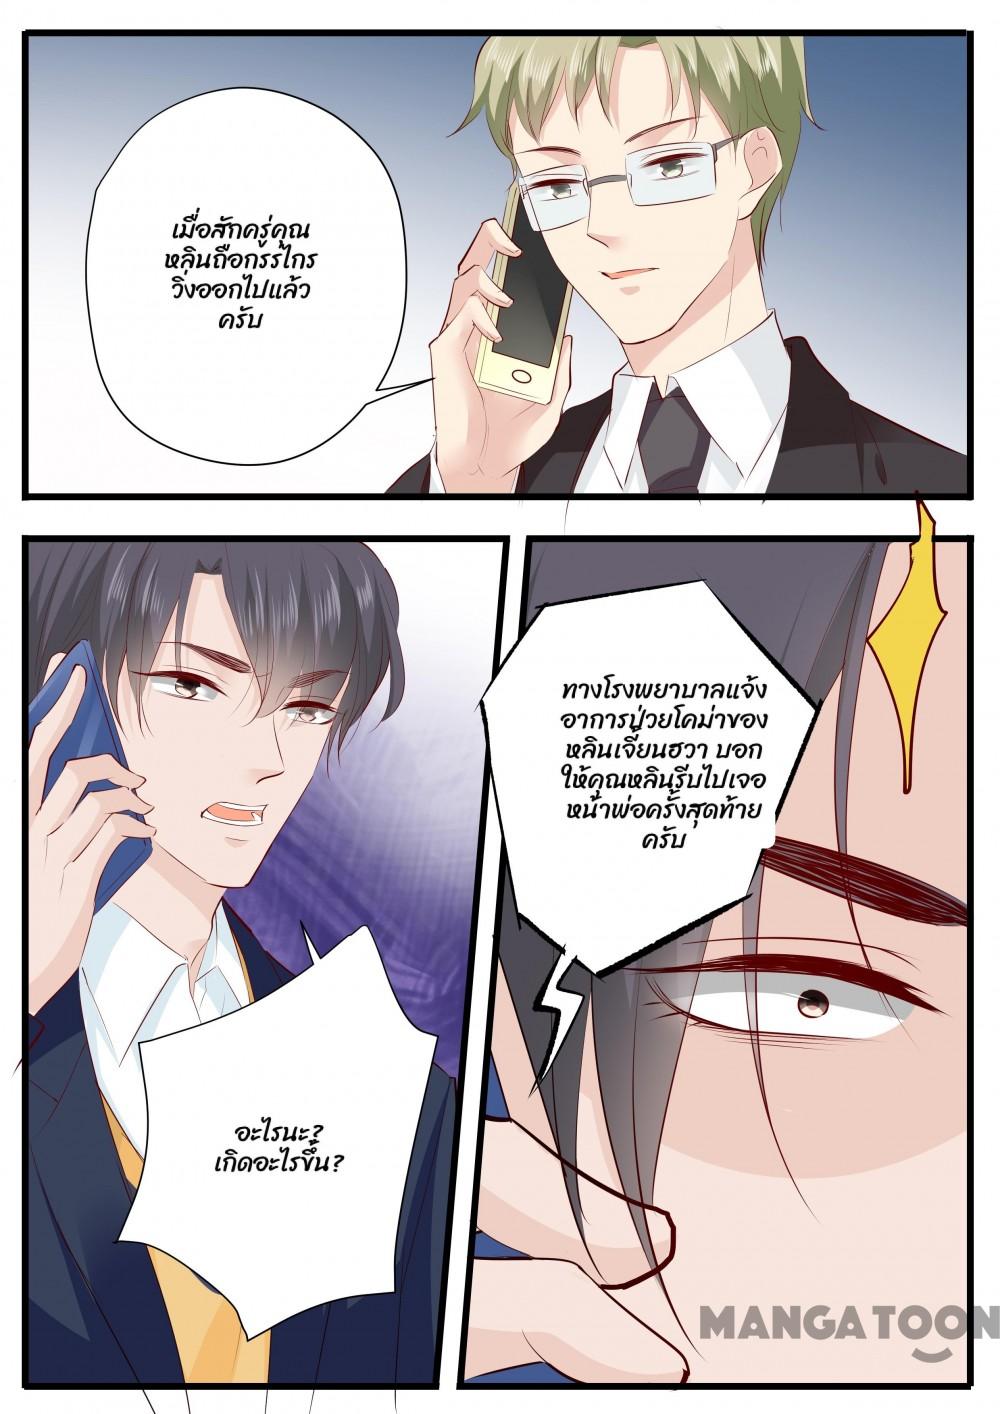 เมื่อสักครู่คุณ
หลินถือกรรไกร
วิ่งออกไปแล้ว
ครับ
อะไรนะ?
เกิดอะไรขึ้น?
ทางโรงพยาบาลแจ้ง
อาการป่วยโคม่าของ
หลินเจี้ยนฮวา บอก
ให้คุณหลินรีบไปเจอ
หน้าพ่อครั้งสุดท้าย
ครับ
MANGATOON